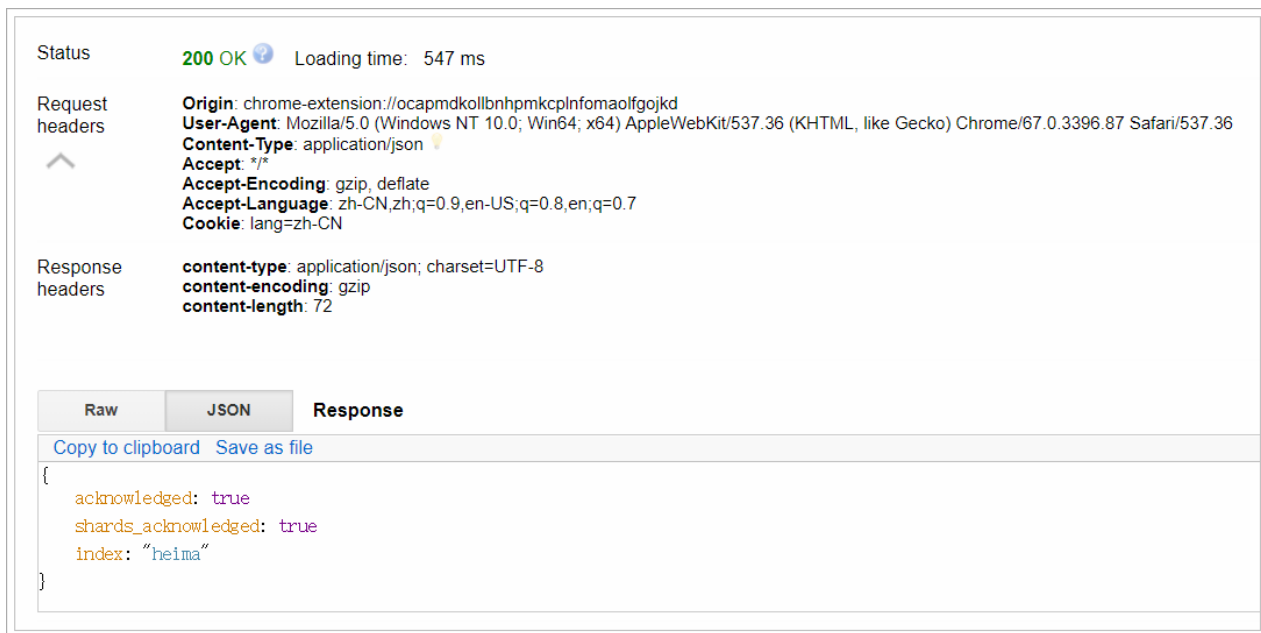 Status 200 OK Loading time: 547 ms
Request headers
Origin: chrome-extension://ocapmdkollbnhpmkcplnfomaolfgojkd
User-Agent: Mozilla/5.0 (Windows NT 10.0; Win64; x64) AppleWebKit/537.36 (KHTML, like Gecko) Chrome/67.0.3396.87 Safari/537.36
Content-Type: application/json
Accept: */*
Accept-Encoding: gzip, deflate
Accept-Language: zh-CN,zh;q=0.9,en-US;q=0.8,en;q=0.7
Cookie: lang=zh-CN
Response headers
content-type: application/json; charset=UTF-8
content-encoding: gzip
content-length: 72
Raw JSON Response
Copy to clipboard Save as file
{
acknowledged: true
shards_acknowledged: true
index: "heima"
}